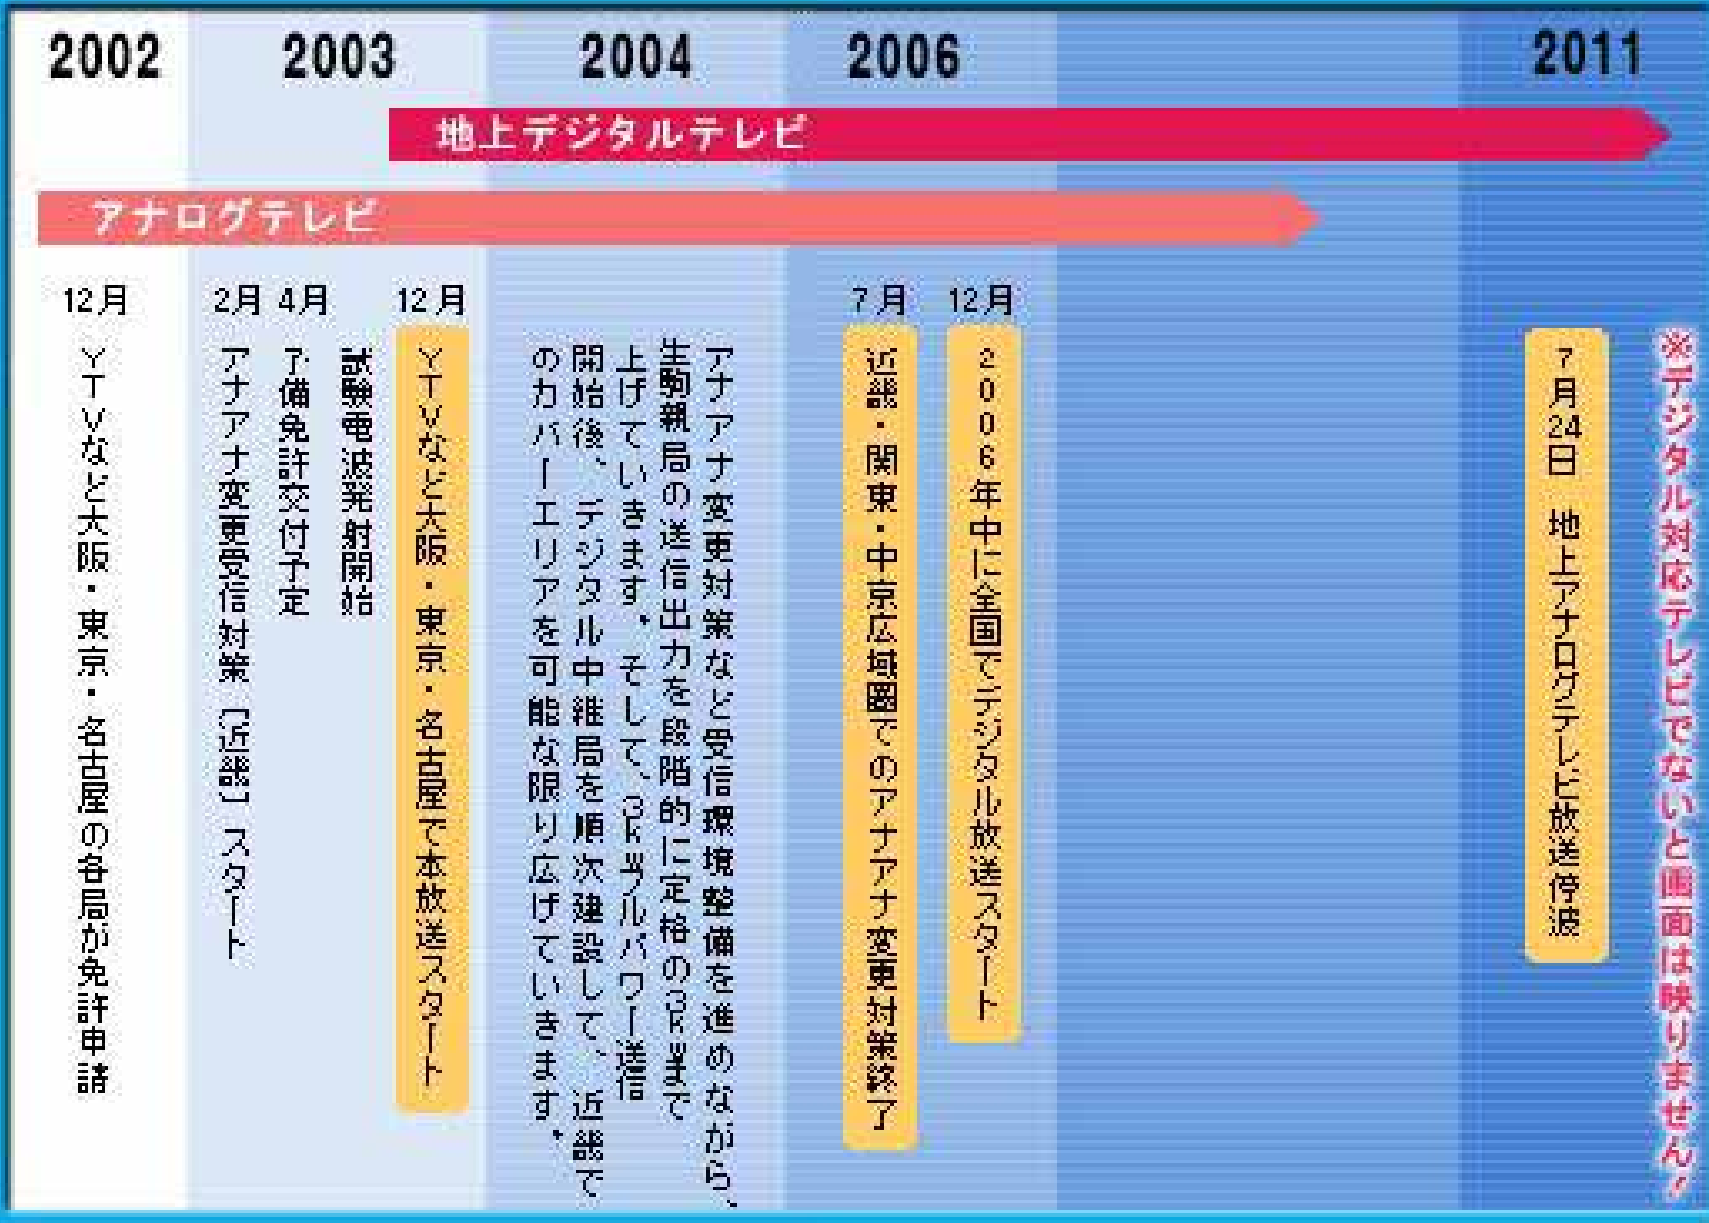 2002
2003
2004
2006
2011
地上デジタルテレビ
アナログテレビ
12月
YTVなど大阪・東京・名古屋の各局が免許申請
2月
アナアナ変更受信対策〔近畿〕スタート
4月
予備免許交付予定
試験電波発射開始
12月
YTVなど大阪・東京・名古屋で本放送スタート
アナアナ変更対策など受信環境整備を進めながら、
生駒親局の送信出力を段階的に定格の3kWまで
上げていきます。そして、3kWフルパワー送信
開始後、デジタル中継局を順次建設して、近畿で
のカバーエリアを可能な限り広げていきます。
7月
近畿・関東・中京広域圏でのアナアナ変更対策終了
12月
2006年中に全国でデジタル放送スタート
7月24日 地上アナログテレビ放送停波
※デジタル対応テレビでないと画面は映りません!